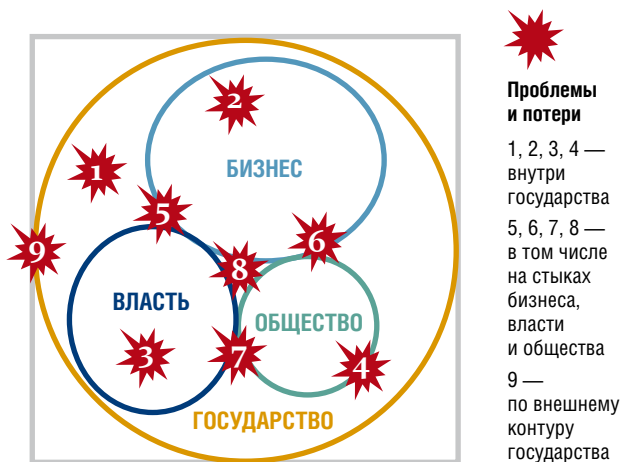 2
БИЗНЕС
1
5
6
9
8
ВЛАСТЬ
ОБЩЕСТВО
3
7
4
ГОСУДАРСТВО
Проблемы
и потери
1, 2, 3, 4 —
внутри
государства
5, 6, 7, 8 —
в том числе
на стыках
бизнеса,
власти
и общества
9 —
по внешнему
контуру
государства